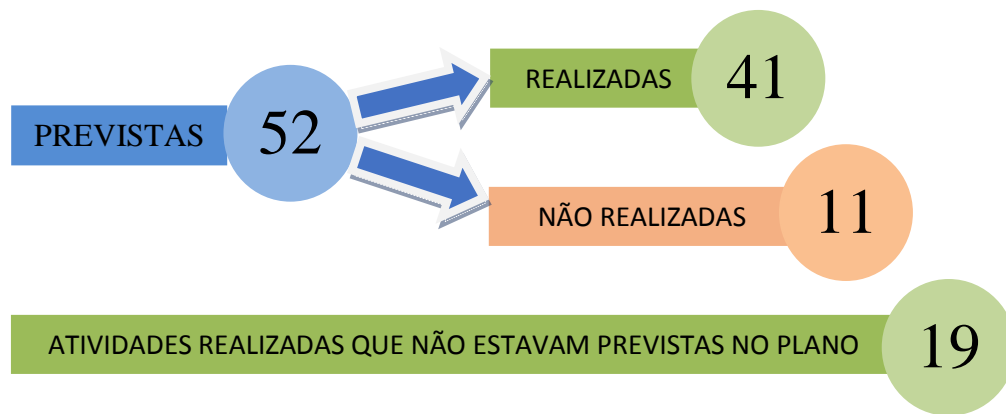 PREVISTAS
52
REALIZADAS
41
NÃO REALIZADAS
11
ATIVIDADES REALIZADAS QUE NÃO ESTAVAM PREVISTAS NO PLANO
19